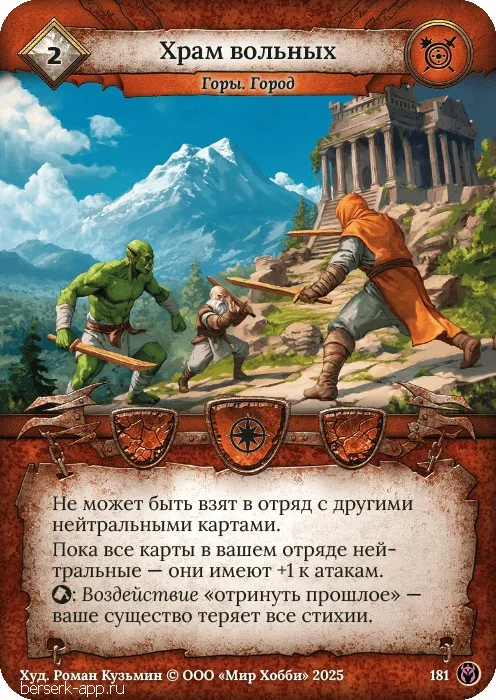 2
Храм вольных
Горы. Город
Не может быть взят в отряд с другими
нейтральными картами.
Пока все карты в вашем отряде ней-
тральные — они имеют +1 к атакам.
: Воздействие «отринуть прошлое» —
ваше существо теряет все стихии.
Худ. Роман Кузьмин © ООО «Мир Хобби» 2025
181
berserk-app.ru